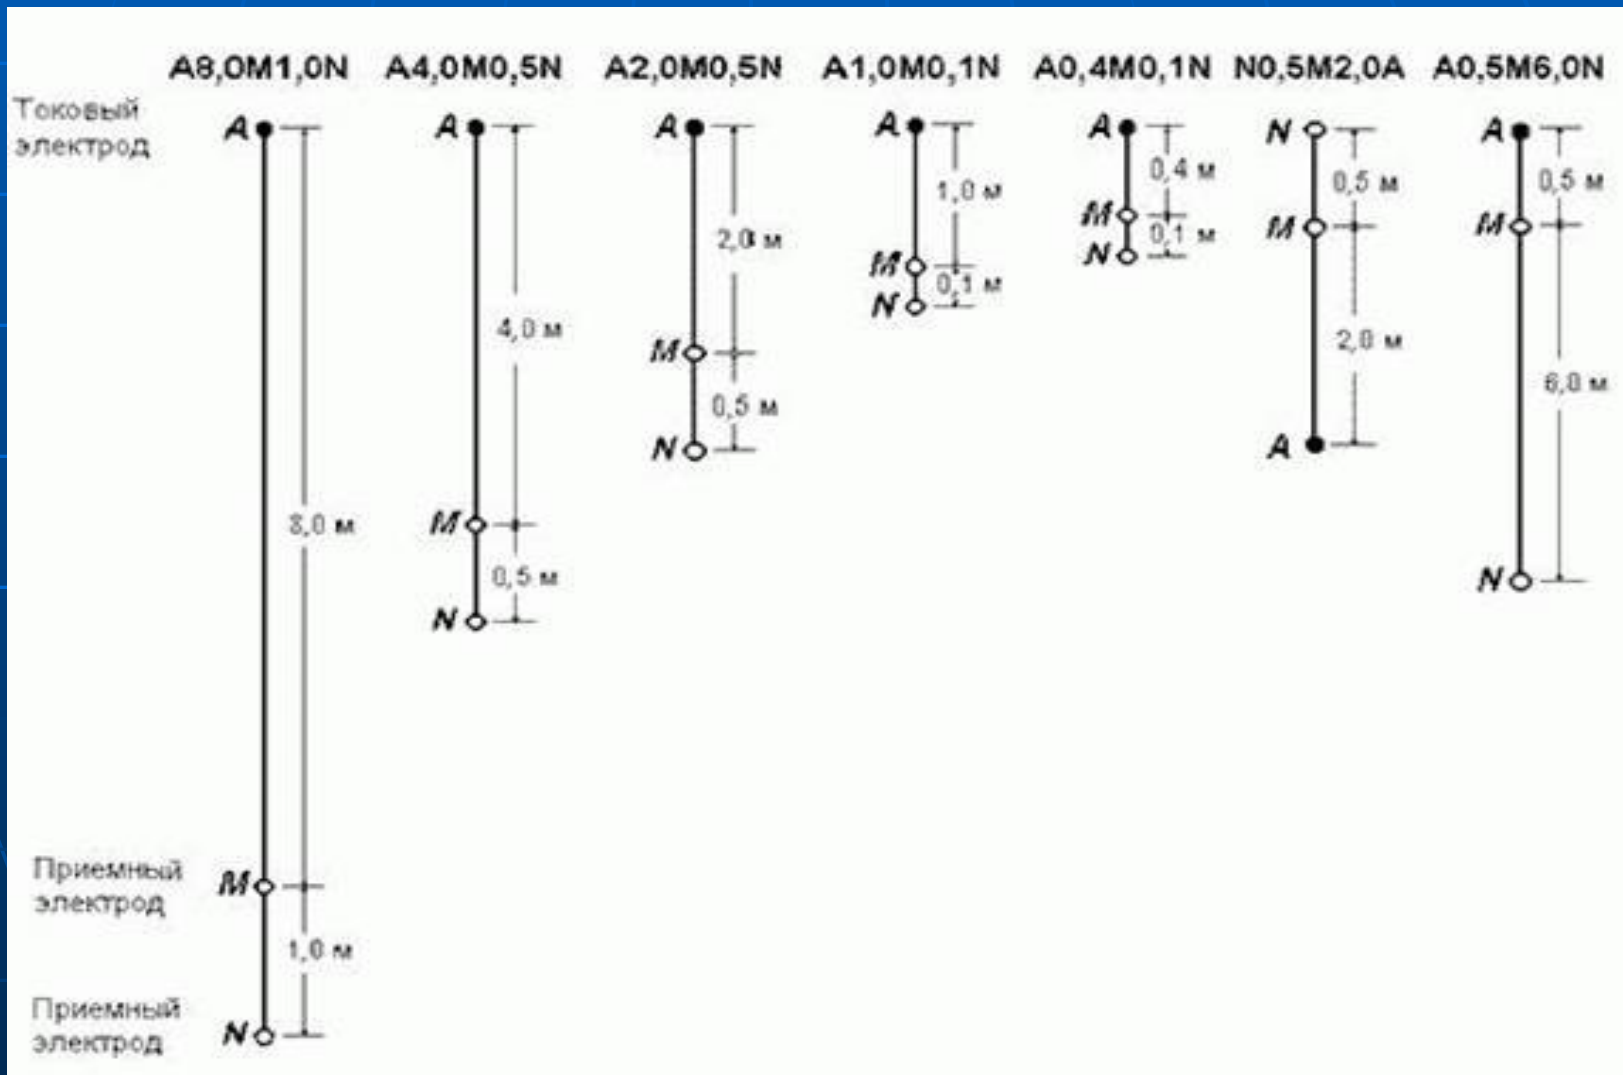 A8,0M1,0N A4,0M0,5N A2,0M0,5N A1,0M0,1N A0,4M0,1N N0,5M2,0A A0,5M6,0N
Токовый
электрод
A
8,0 м
M
1,0 м
N
A
4,0 м
M
0,5 м
N
A
2,0 м
M
0,5 м
N
A
1,0 м
M
0,1 м
N
A
0,4 м
M
0,1 м
N
N
0,5 м
M
2,0 м
A
A
0,5 м
M
6,0 м
N
Приемный
электрод
Приемный
электрод